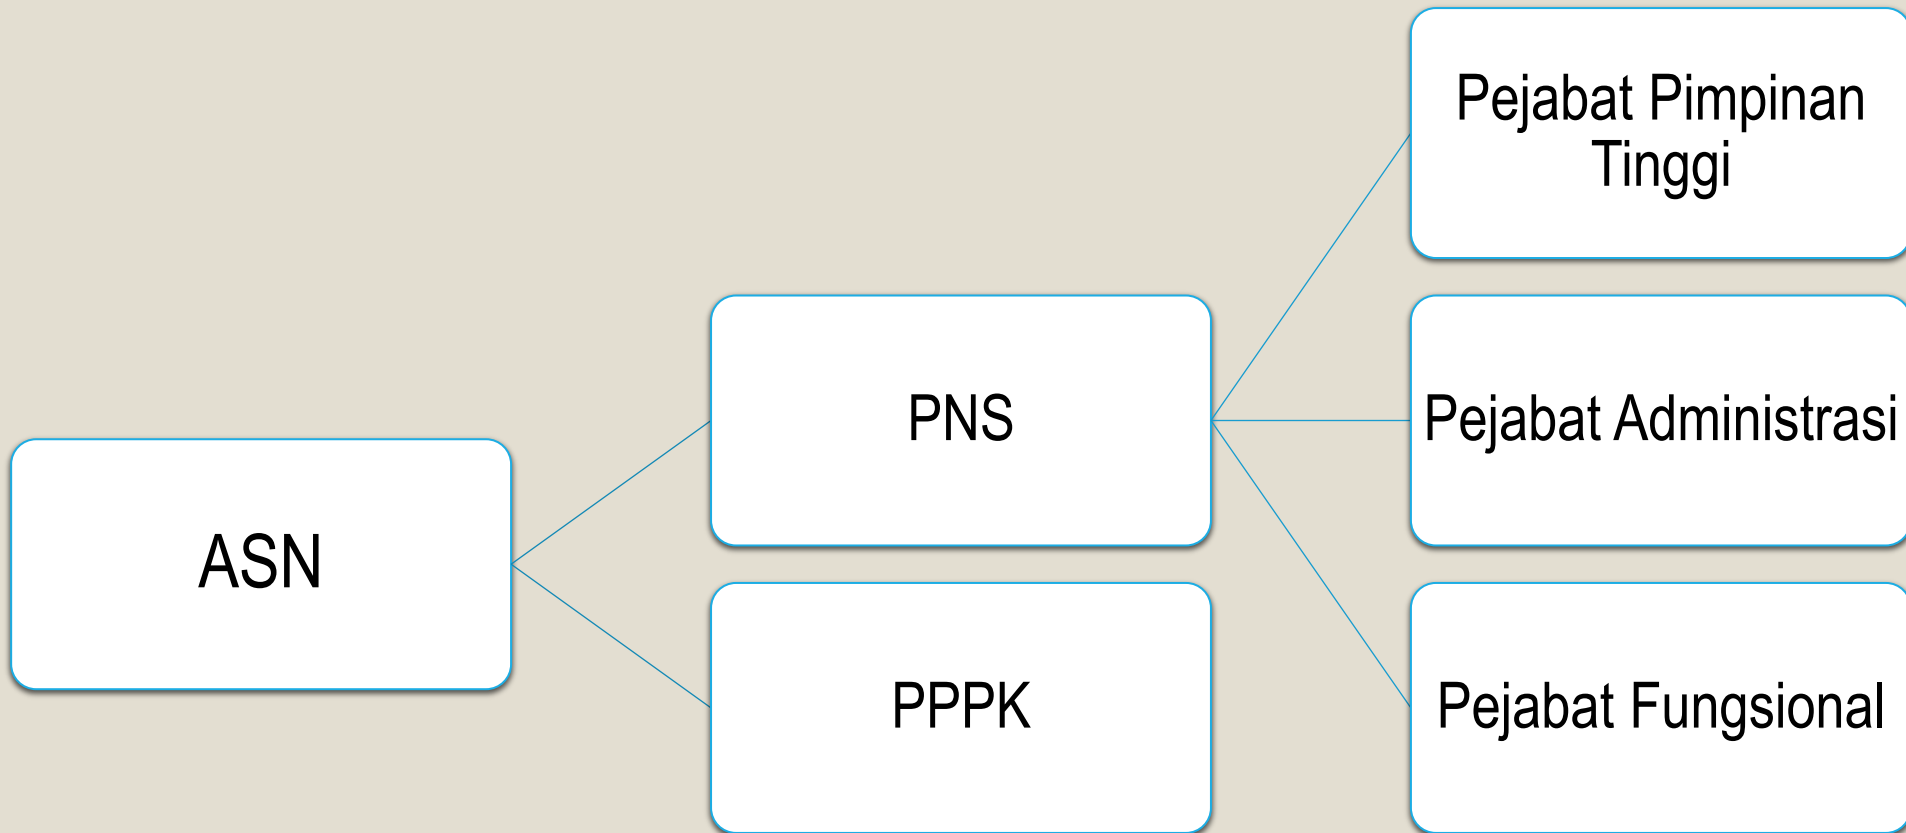 ASN
PNS
PPPK
Pejabat Pimpinan
Tinggi
Pejabat Administrasi
Pejabat Fungsional